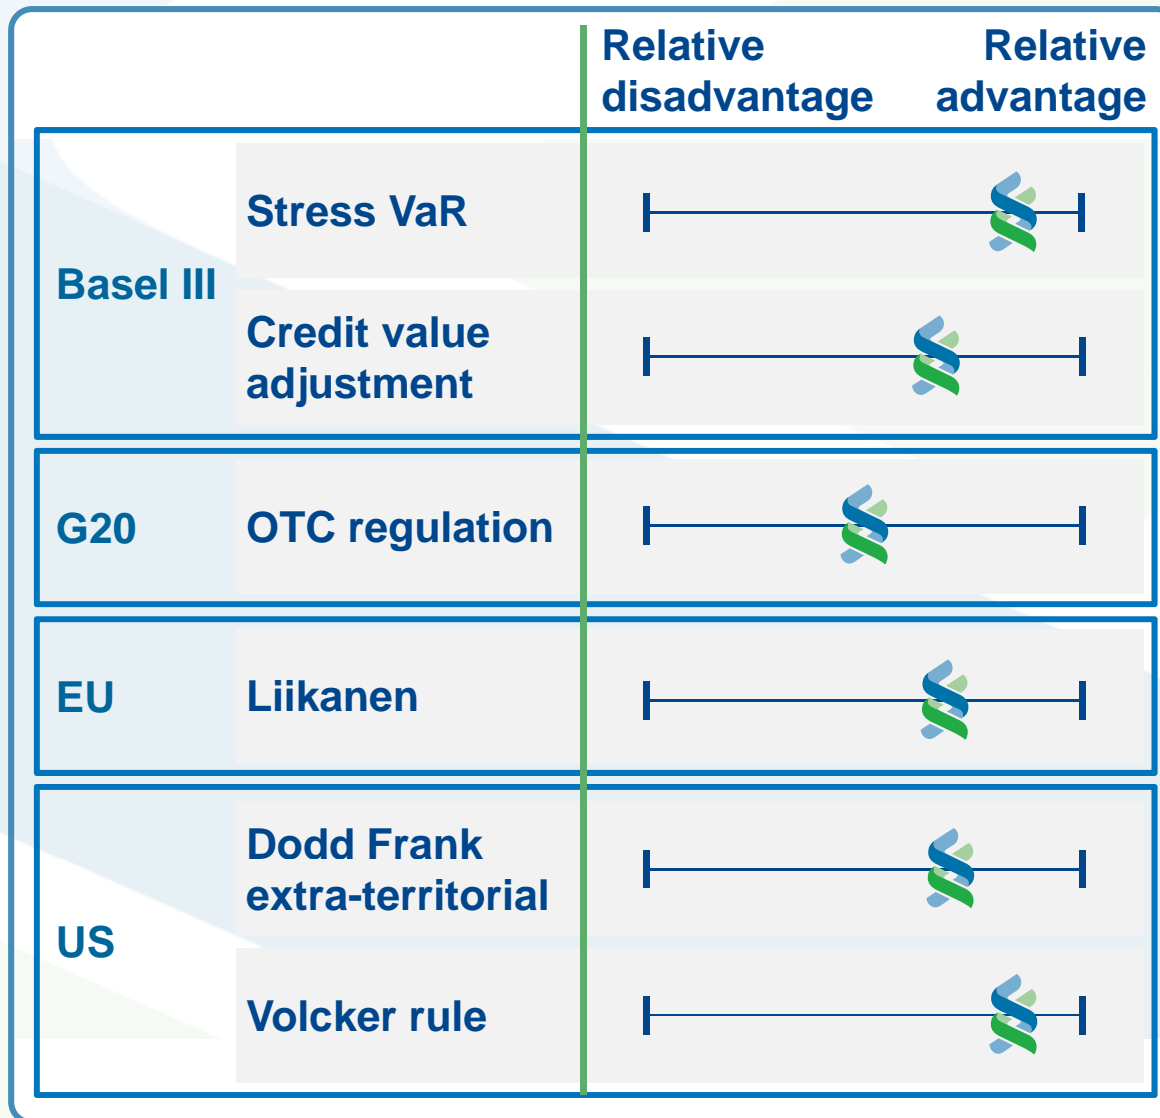 Relative disadvantage
Relative advantage
Basel III
Stress VaR
Credit value
adjustment
G20
OTC regulation
EU
Liikanen
US
Dodd Frank
extra-territorial
Volcker rule